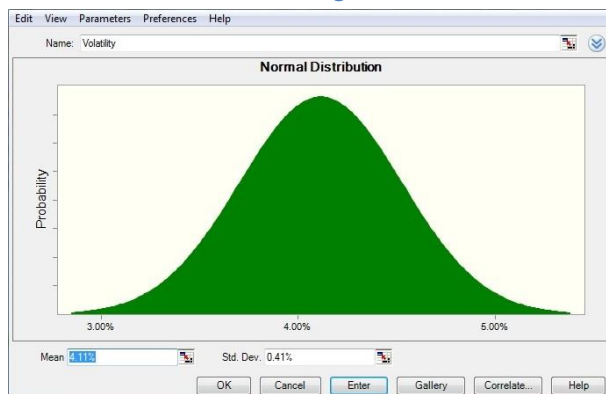 Edit View Parameters Preferences Help
Name: Volatility
Normal Distribution
Probability
3.00% 4.00% 5.00%
Mean 4.11% Std. Dev. 0.41%
OK Cancel Enter Gallery Correlate... Help